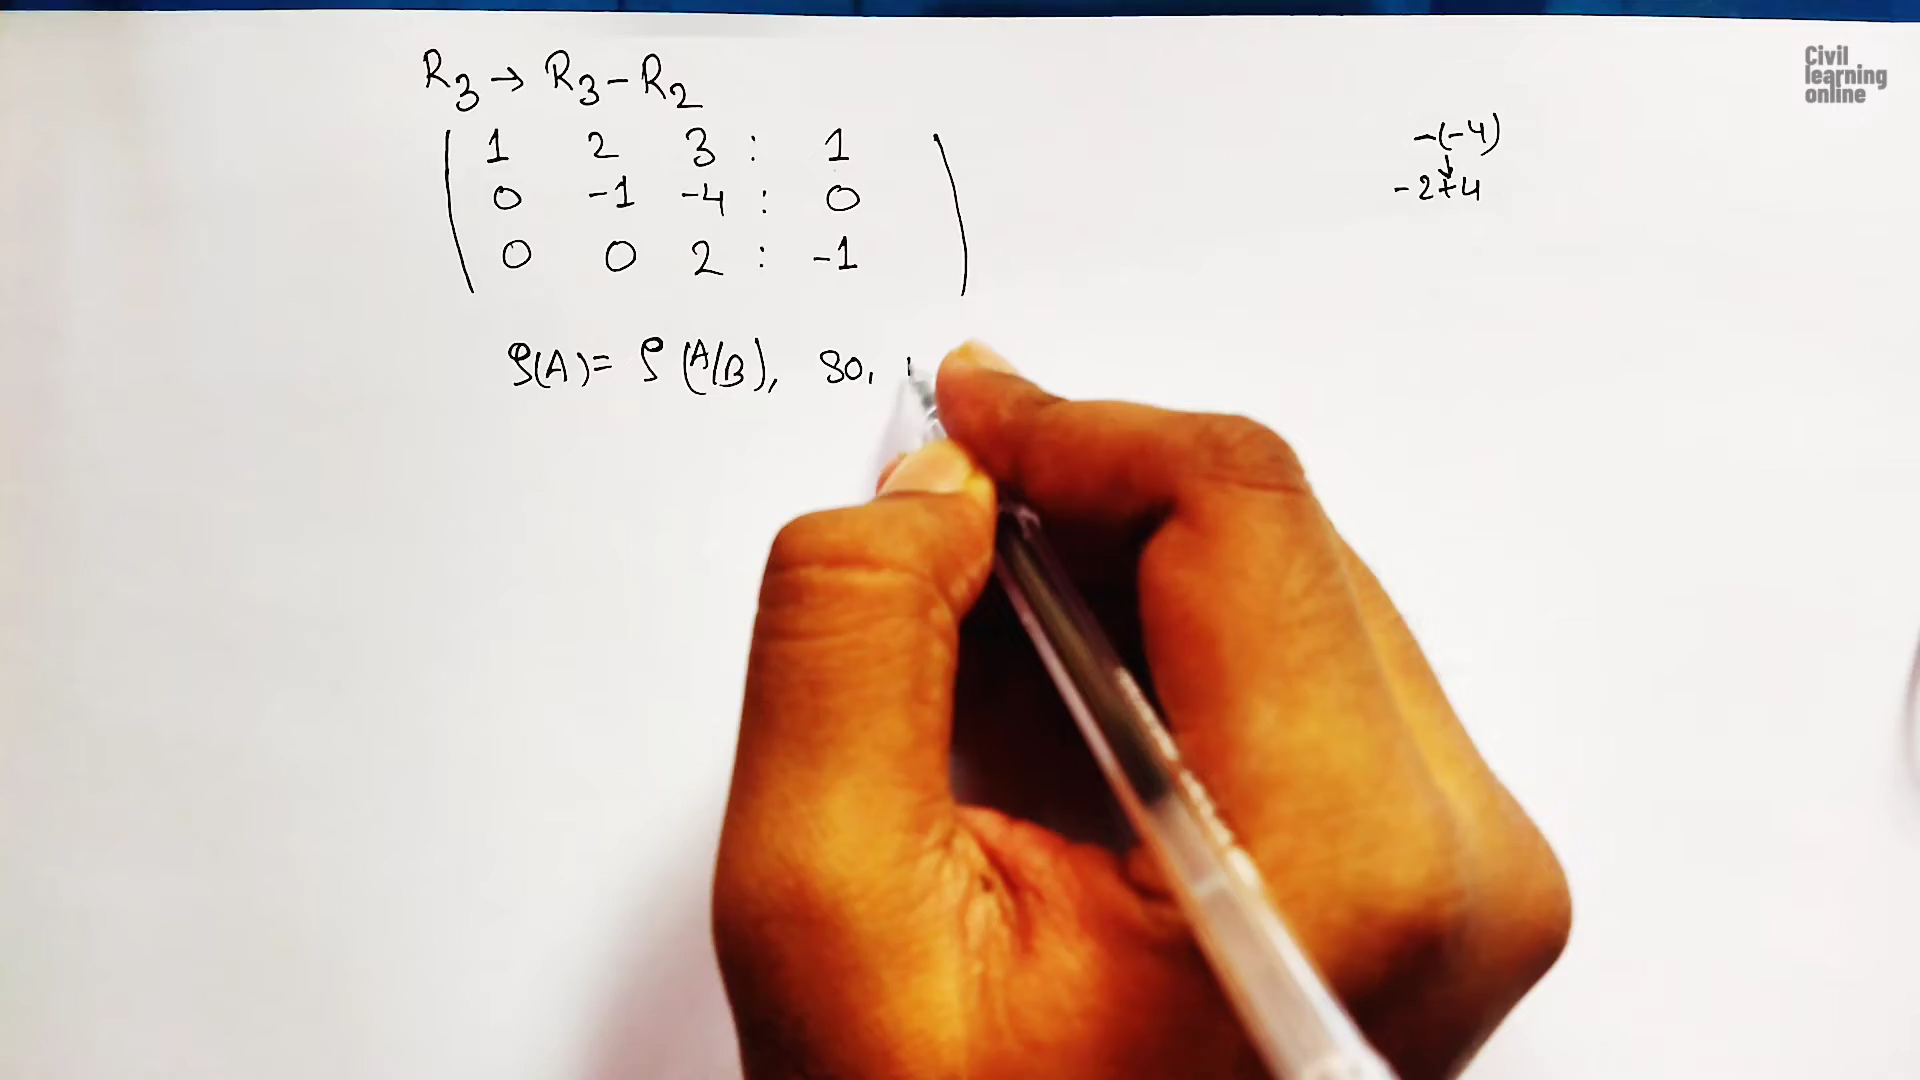 R3 → R3 - R2
1 2 3 : 1
0 -1 -4 : 0
0 0 2 : -1
ρ(A) = ρ(A/B), so,
-(-4)
-2+4
Civil
learning
online